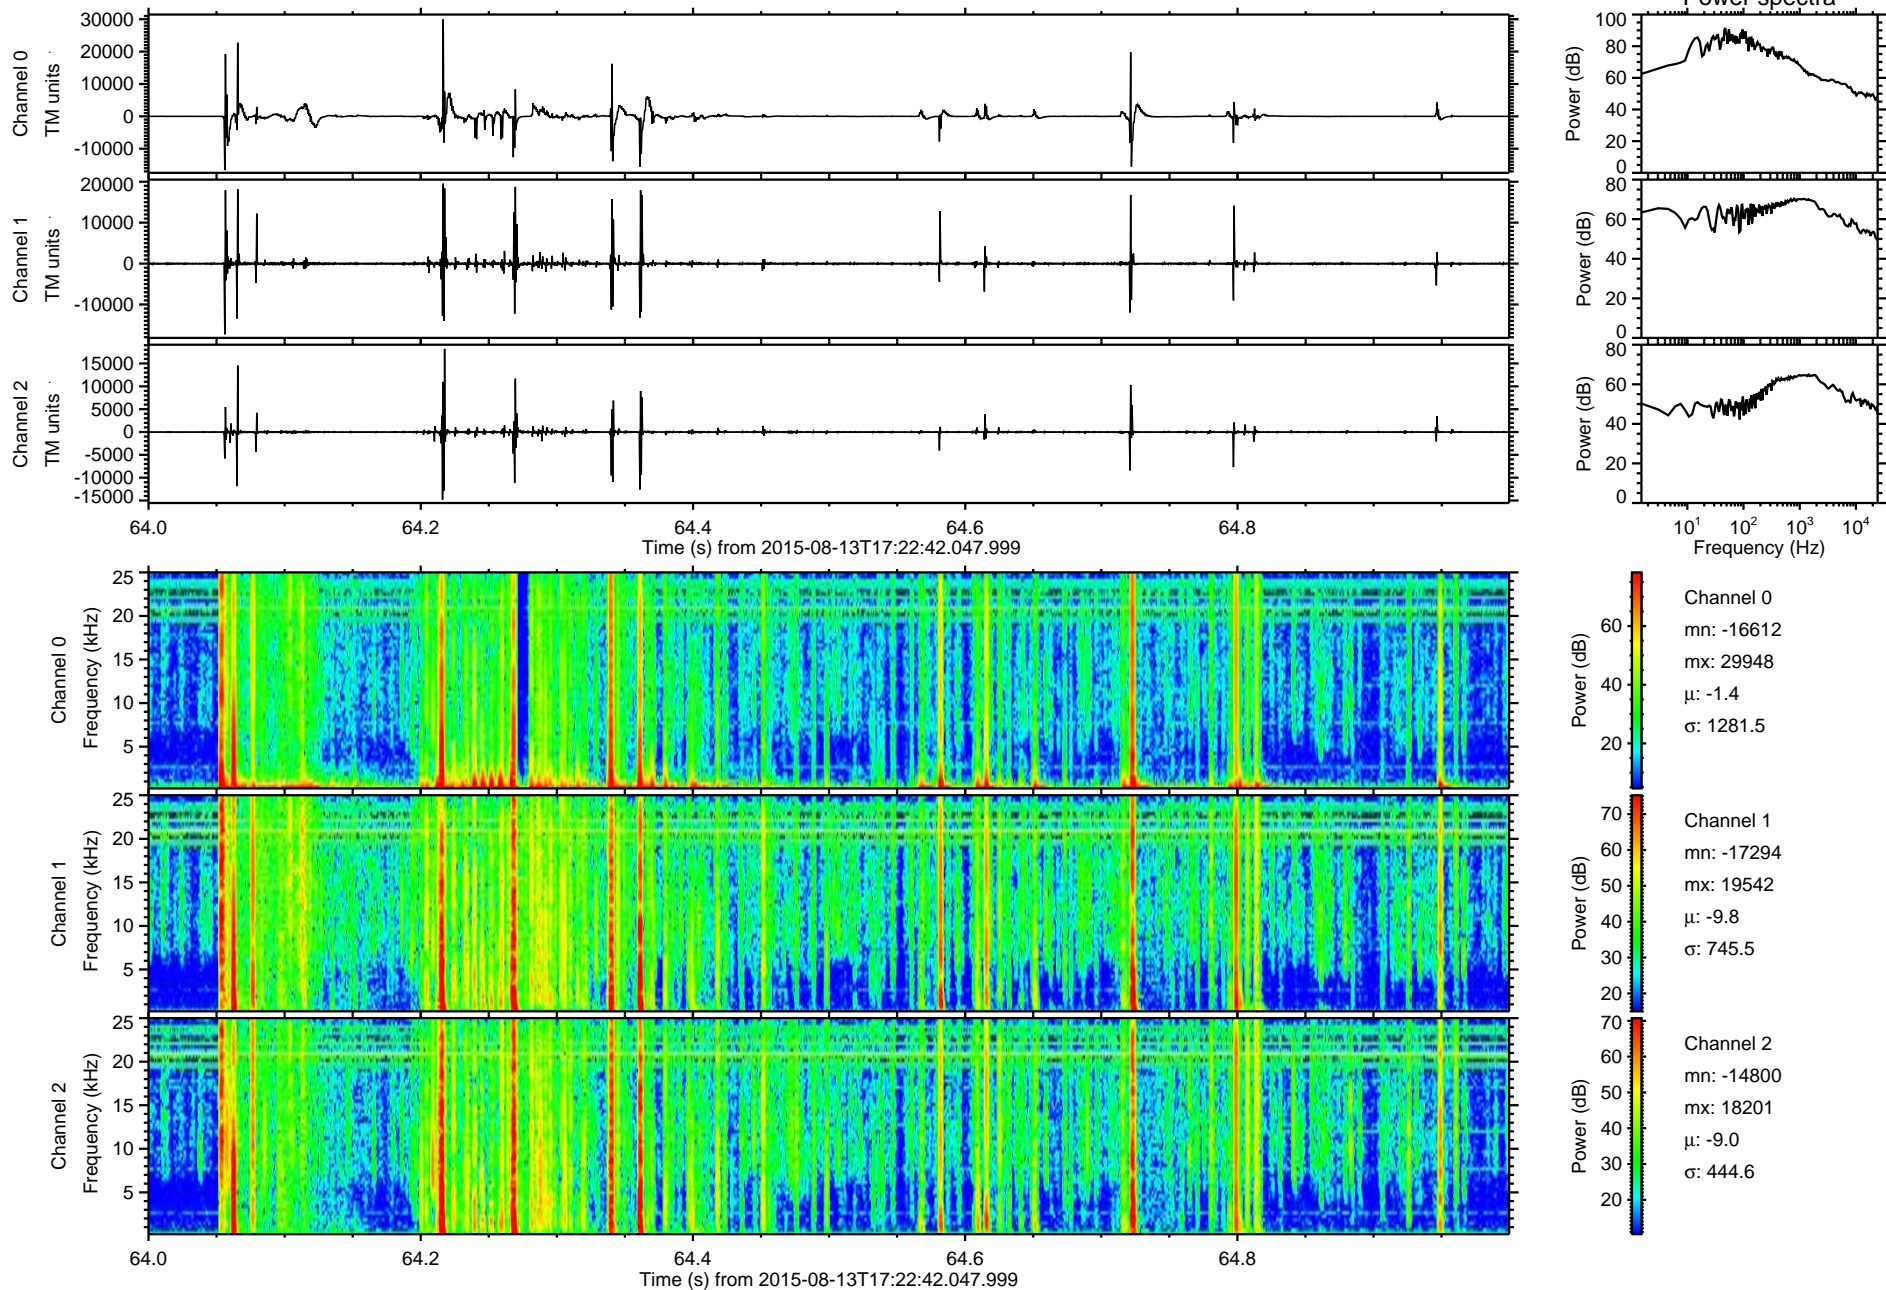 Power spectra
Channel 0
TM units
30000
20000
10000
0
-10000
Power (dB)
100
80
60
40
20
0
Channel 1
TM units
20000
10000
0
-10000
Power (dB)
80
60
40
20
0
Channel 2
TM units
15000
10000
5000
0
-5000
-10000
-15000
Power (dB)
80
60
40
20
0
64.0 64.2 64.4 64.6 64.8
Time (s) from 2015-08-13T17:22:42.047.999
10¹ 10² 10³ 10⁴
Frequency (Hz)
Channel 0
Frequency (kHz)
25
20
15
10
5
Power (dB)
60
40
20
Channel 0
mn: -16612
mx: 29948
μ: -1.4
σ: 1281.5
Channel 1
Frequency (kHz)
25
20
15
10
5
Power (dB)
70
60
50
40
30
20
Channel 1
mn: -17294
mx: 19542
μ: -9.8
σ: 745.5
Channel 2
Frequency (kHz)
25
20
15
10
5
Power (dB)
70
60
50
40
30
20
Channel 2
mn: -14800
mx: 18201
μ: -9.0
σ: 444.6
64.0 64.2 64.4 64.6 64.8
Time (s) from 2015-08-13T17:22:42.047.999